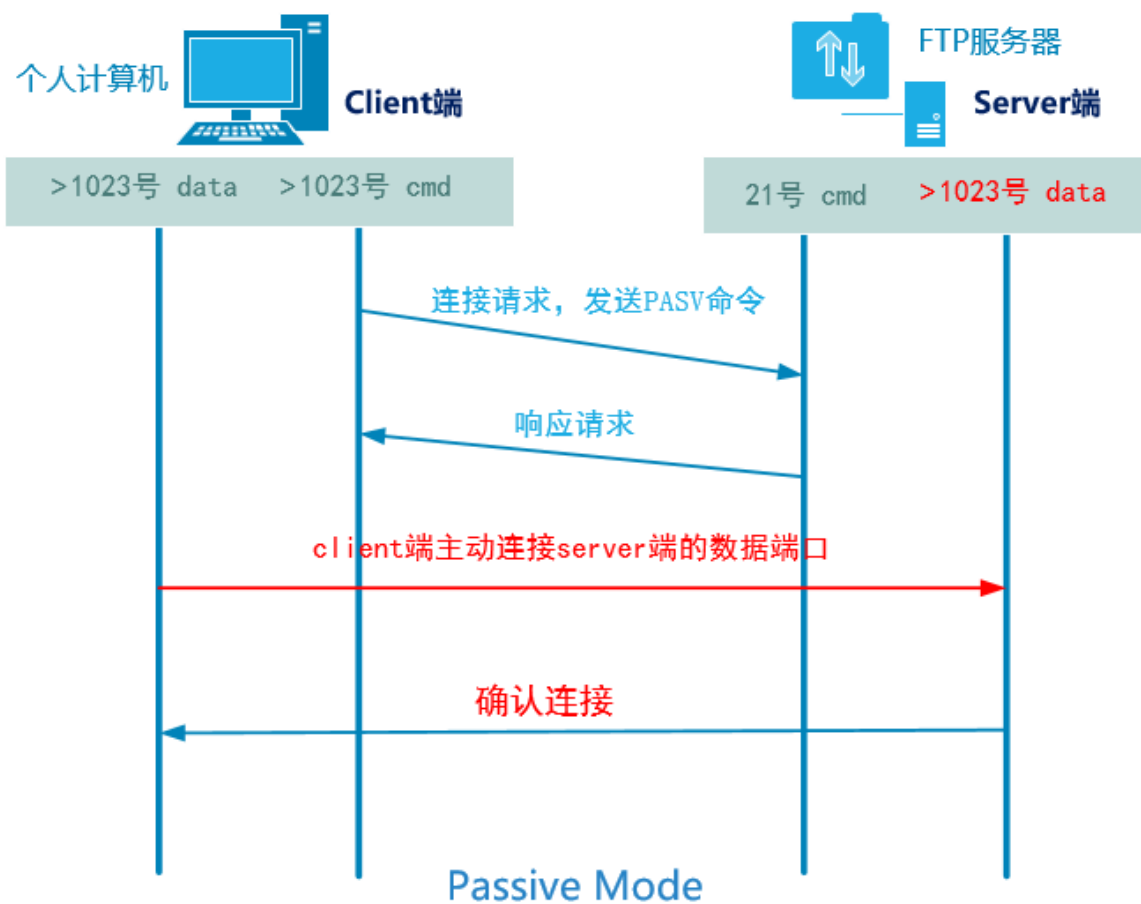 个人计算机
Client端
FTP服务器
Server端
>1023号 data >1023号 cmd
21号 cmd >1023号 data
连接请求，发送PASV命令
响应请求
client端主动连接server端的数据端口
确认连接
Passive Mode